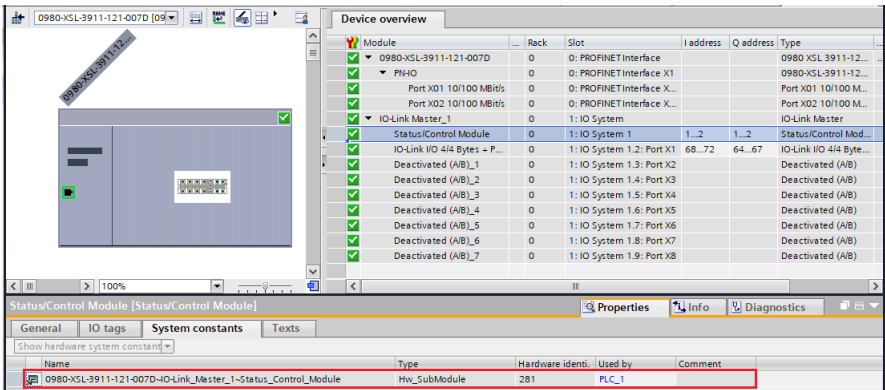 0980-XSL-3911-121-007D [09
Device overview
Module ... Rack Slot I address Q address Type
0980-XSL-3911-121-007D 0 0: PROFINET Interface 0980 XSL 3911-12...
PN-IO 0 0: PROFINET Interface X1 0980-XSL-3911-12...
Port X01 10/100 MBit/s 0 0: PROFINET Interface X... Port X01 10/100 M...
Port X02 10/100 MBit/s 0 0: PROFINET Interface X... Port X02 10/100 M...
IO-Link Master_1 0 1: IO System IO-Link Master
Status/Control Module 0 1: IO System 1 1...2 1...2 Status/Control Mod...
IO-Link I/O 4/4 Bytes + P... 0 1: IO System 1.2: Port X1 68...72 64...67 IO-Link I/O 4/4 Byte...
Deactivated (A/B)_1 0 1: IO System 1.3: Port X2 Deactivated (A/B)
Deactivated (A/B)_2 0 1: IO System 1.4: Port X3 Deactivated (A/B)
Deactivated (A/B)_3 0 1: IO System 1.5: Port X4 Deactivated (A/B)
Deactivated (A/B)_4 0 1: IO System 1.6: Port X5 Deactivated (A/B)
Deactivated (A/B)_5 0 1: IO System 1.7: Port X6 Deactivated (A/B)
Deactivated (A/B)_6 0 1: IO System 1.8: Port X7 Deactivated (A/B)
Deactivated (A/B)_7 0 1: IO System 1.9: Port X8 Deactivated (A/B)
0980-XSL-3911-12...
100%
Status/Control Module [Status/Control Module]
Properties Info Diagnostics
General IO tags System constants Texts
Show hardware system constant
Name Type Hardware identi. Used by Comment
0980-XSL-3911-121-007D~IO-Link_Master_1~Status_Control_Module Hw_SubModule 281 PLC_1